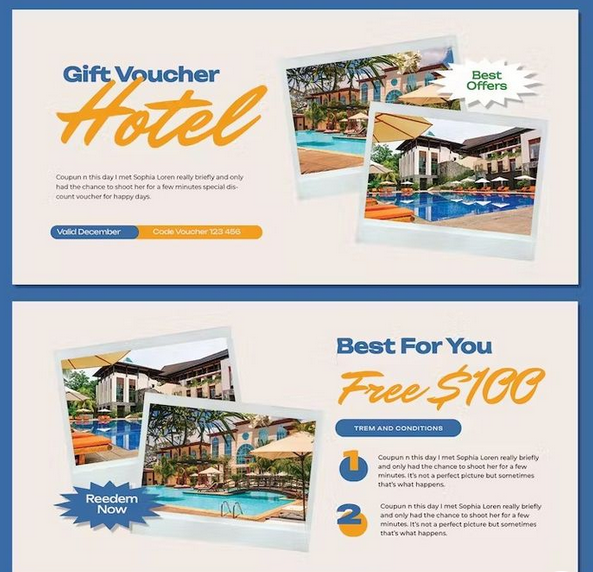 Gift Voucher
Hotel
Best
Offers
Coupun n this day I met Sophia Loren really briefly and only
had the chance to shoot her for a few minutes special dis-
count voucher for happy days.
Valid December
Code Voucher 123 456
Best For You
Free $100
TREM AND CONDITIONS
1
Coupun n this day I met Sophia Loren really briefly
and only had the chance to shoot her for a few
minutes. It's not a perfect picture but sometimes
that's what happens.
2
Coupun n this day I met Sophia Loren really briefly
and only had the chance to shoot her for a few
minutes. It's not a perfect picture but sometimes
that's what happens.
Reedem
Now